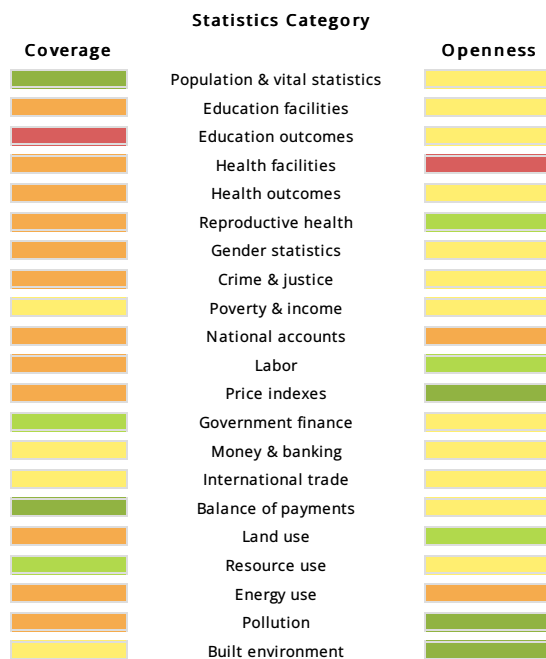 Statistics Category
Coverage
Openness
Population & vital statistics
Education facilities
Education outcomes
Health facilities
Health outcomes
Reproductive health
Gender statistics
Crime & justice
Poverty & income
National accounts
Labor
Price indexes
Government finance
Money & banking
International trade
Balance of payments
Land use
Resource use
Energy use
Pollution
Built environment